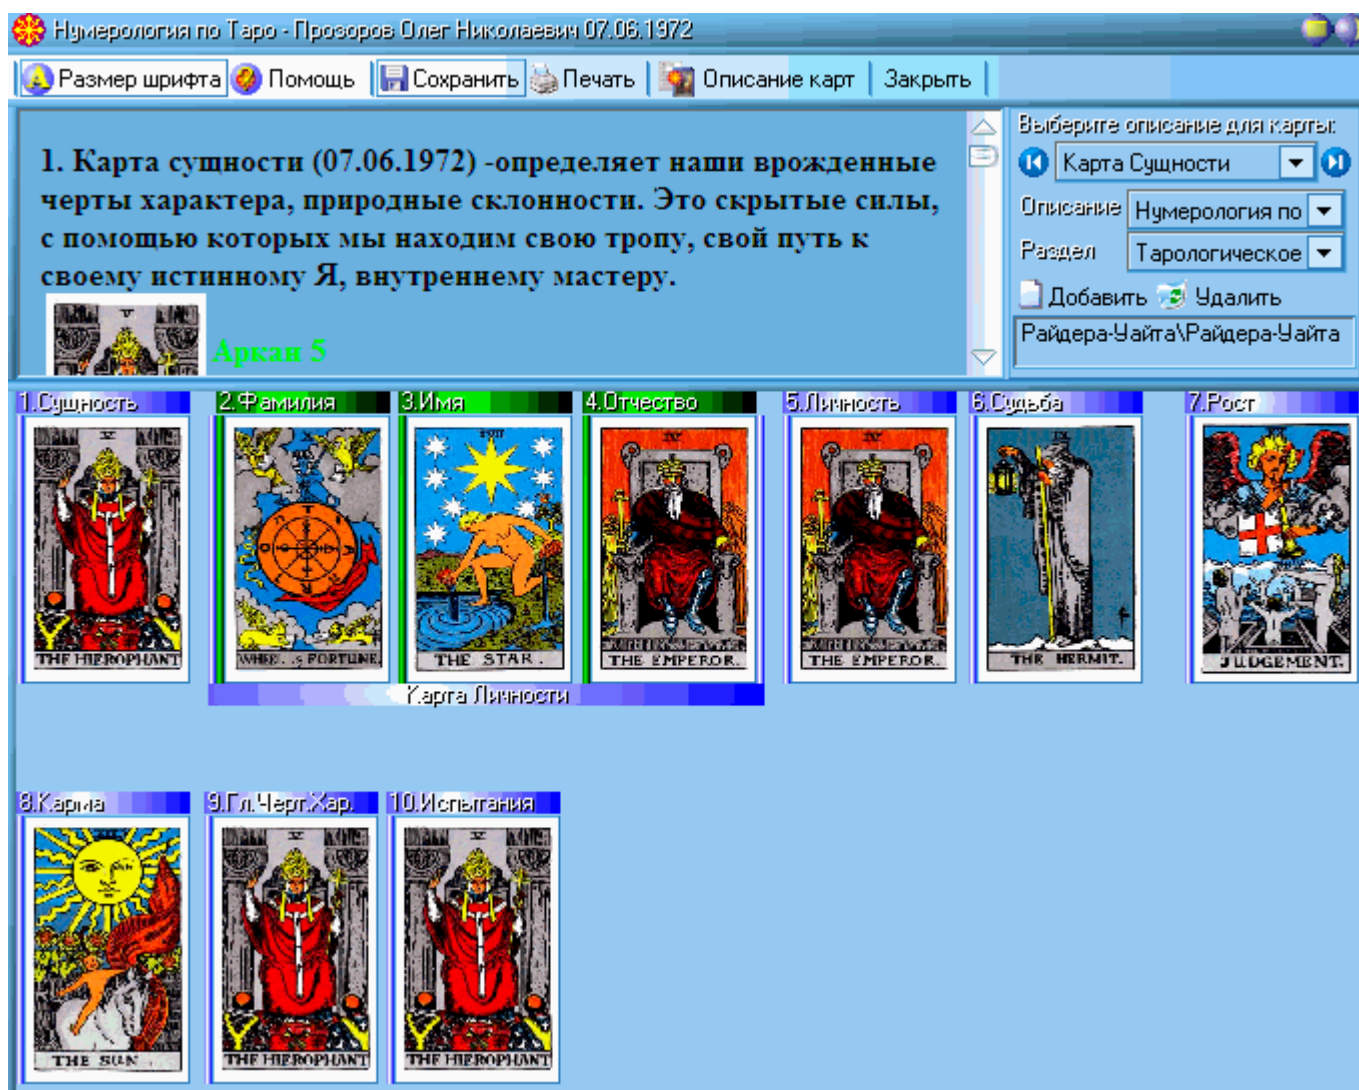 Нумерология по Таро - Прозоров Олег Николаевич 07.06.1972
Размер шрифта Помощь Сохранить Печать Описание карт Закрыть
1. Карта сущности (07.06.1972) -определяет наши врожденные
черты характера, природные склонности. Это скрытые силы,
с помощью которых мы находим свою тропу, свой путь к
своему истинному Я, внутреннему мастеру.
V
Аркан 5
Выберите описание для карты:
Карта Сущности
Описание Нумерология по
Раздел Тарологическое
Добавить Удалить
Райдера-Уайта\Райдера-Уайта
1.Сущность 2.Фамилия 3.Имя 4.Отчество 5.Личность 6.Судьба 7.Рост
THE HIEROPHANT FORTUNE. THE STAR. THE EMPEROR. THE EMPEROR. THE HERMIT. JUDGEMENT.
Карта Личности
8.Карма 9.Гл.Черт.Хар. 10.Испытания
THE SUN THE HIEROPHANT THE HIEROPHANT